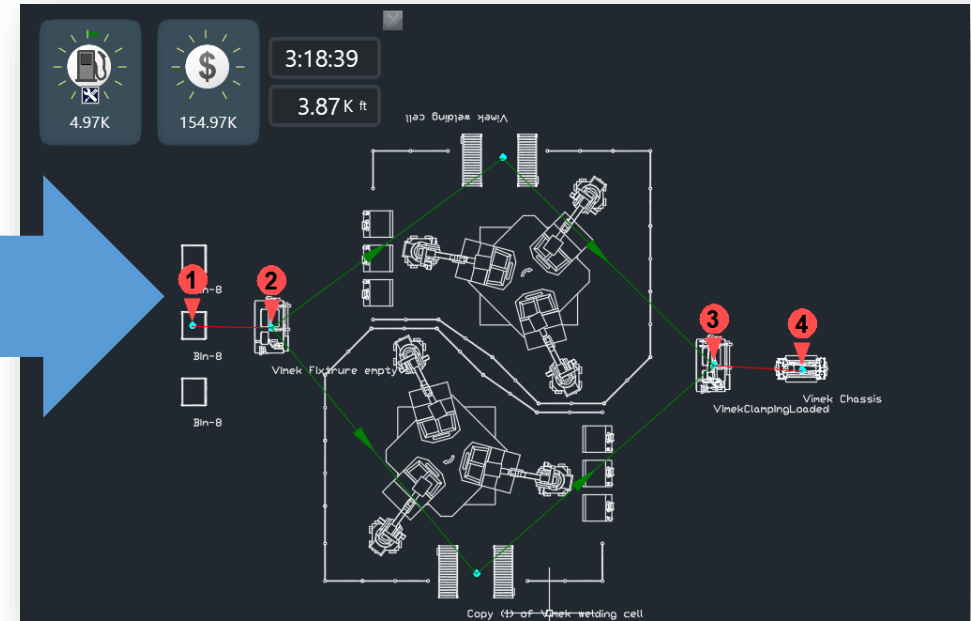 4.97K
154.97K
3:18:39
3.87 K ft
Vimek welding cell
1
2
Bin-8
Bin-8
Bin-8
Vimek Fixtrure empty
3
4
VimekClampingLoaded
Vimek Chassis
Copy (1) of Vimek welding cell